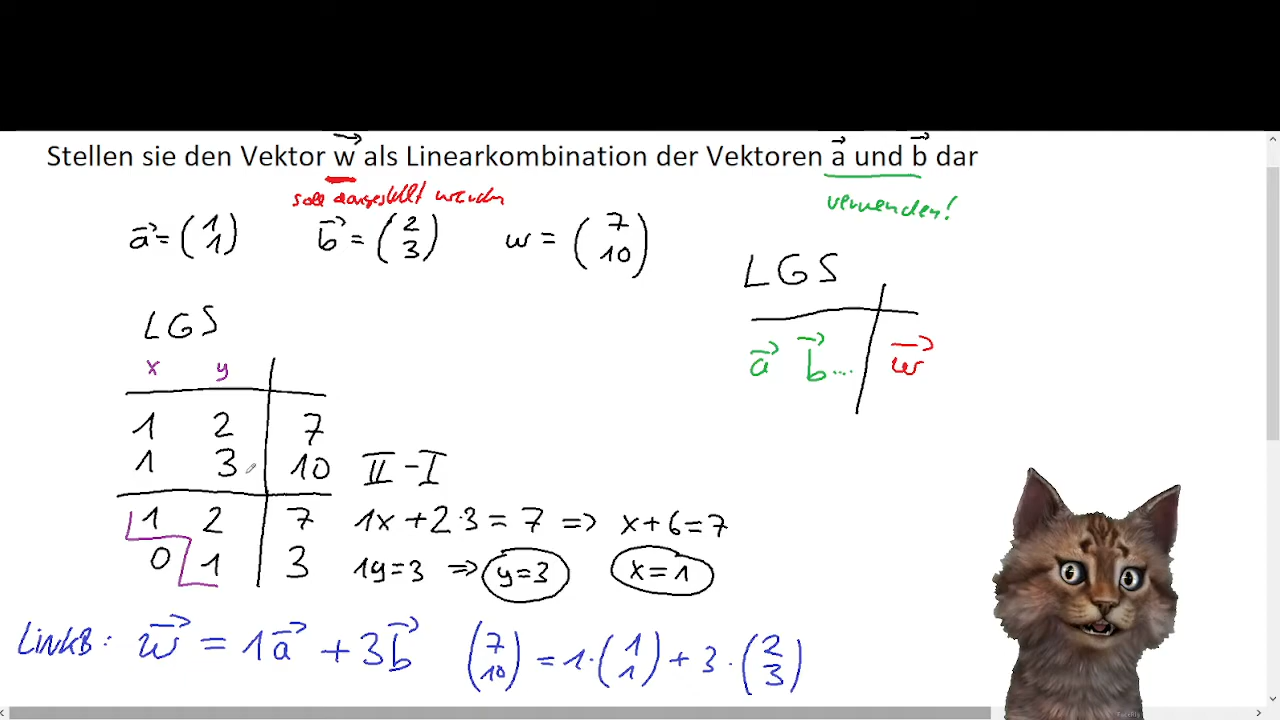 Stellen sie den Vektor w⃗ als Linearkombination der Vektoren a⃗ und b⃗ dar
soll dargestellt werden
verwenden!
a⃗ = (1 1) b⃗ = (2 3) w = (7 10)
LGS
a⃗ b⃗.... | w⃗
LGS
x y
1 2 | 7
1 3 | 10 II - I
1 2 | 7 1x + 2·3 = 7 => x + 6 = 7
0 1 | 3 1y = 3 => y = 3 x = 1
LinKB: w⃗ = 1a⃗ + 3b⃗ (7 10) = 1·(1 1) + 3·(2 3)